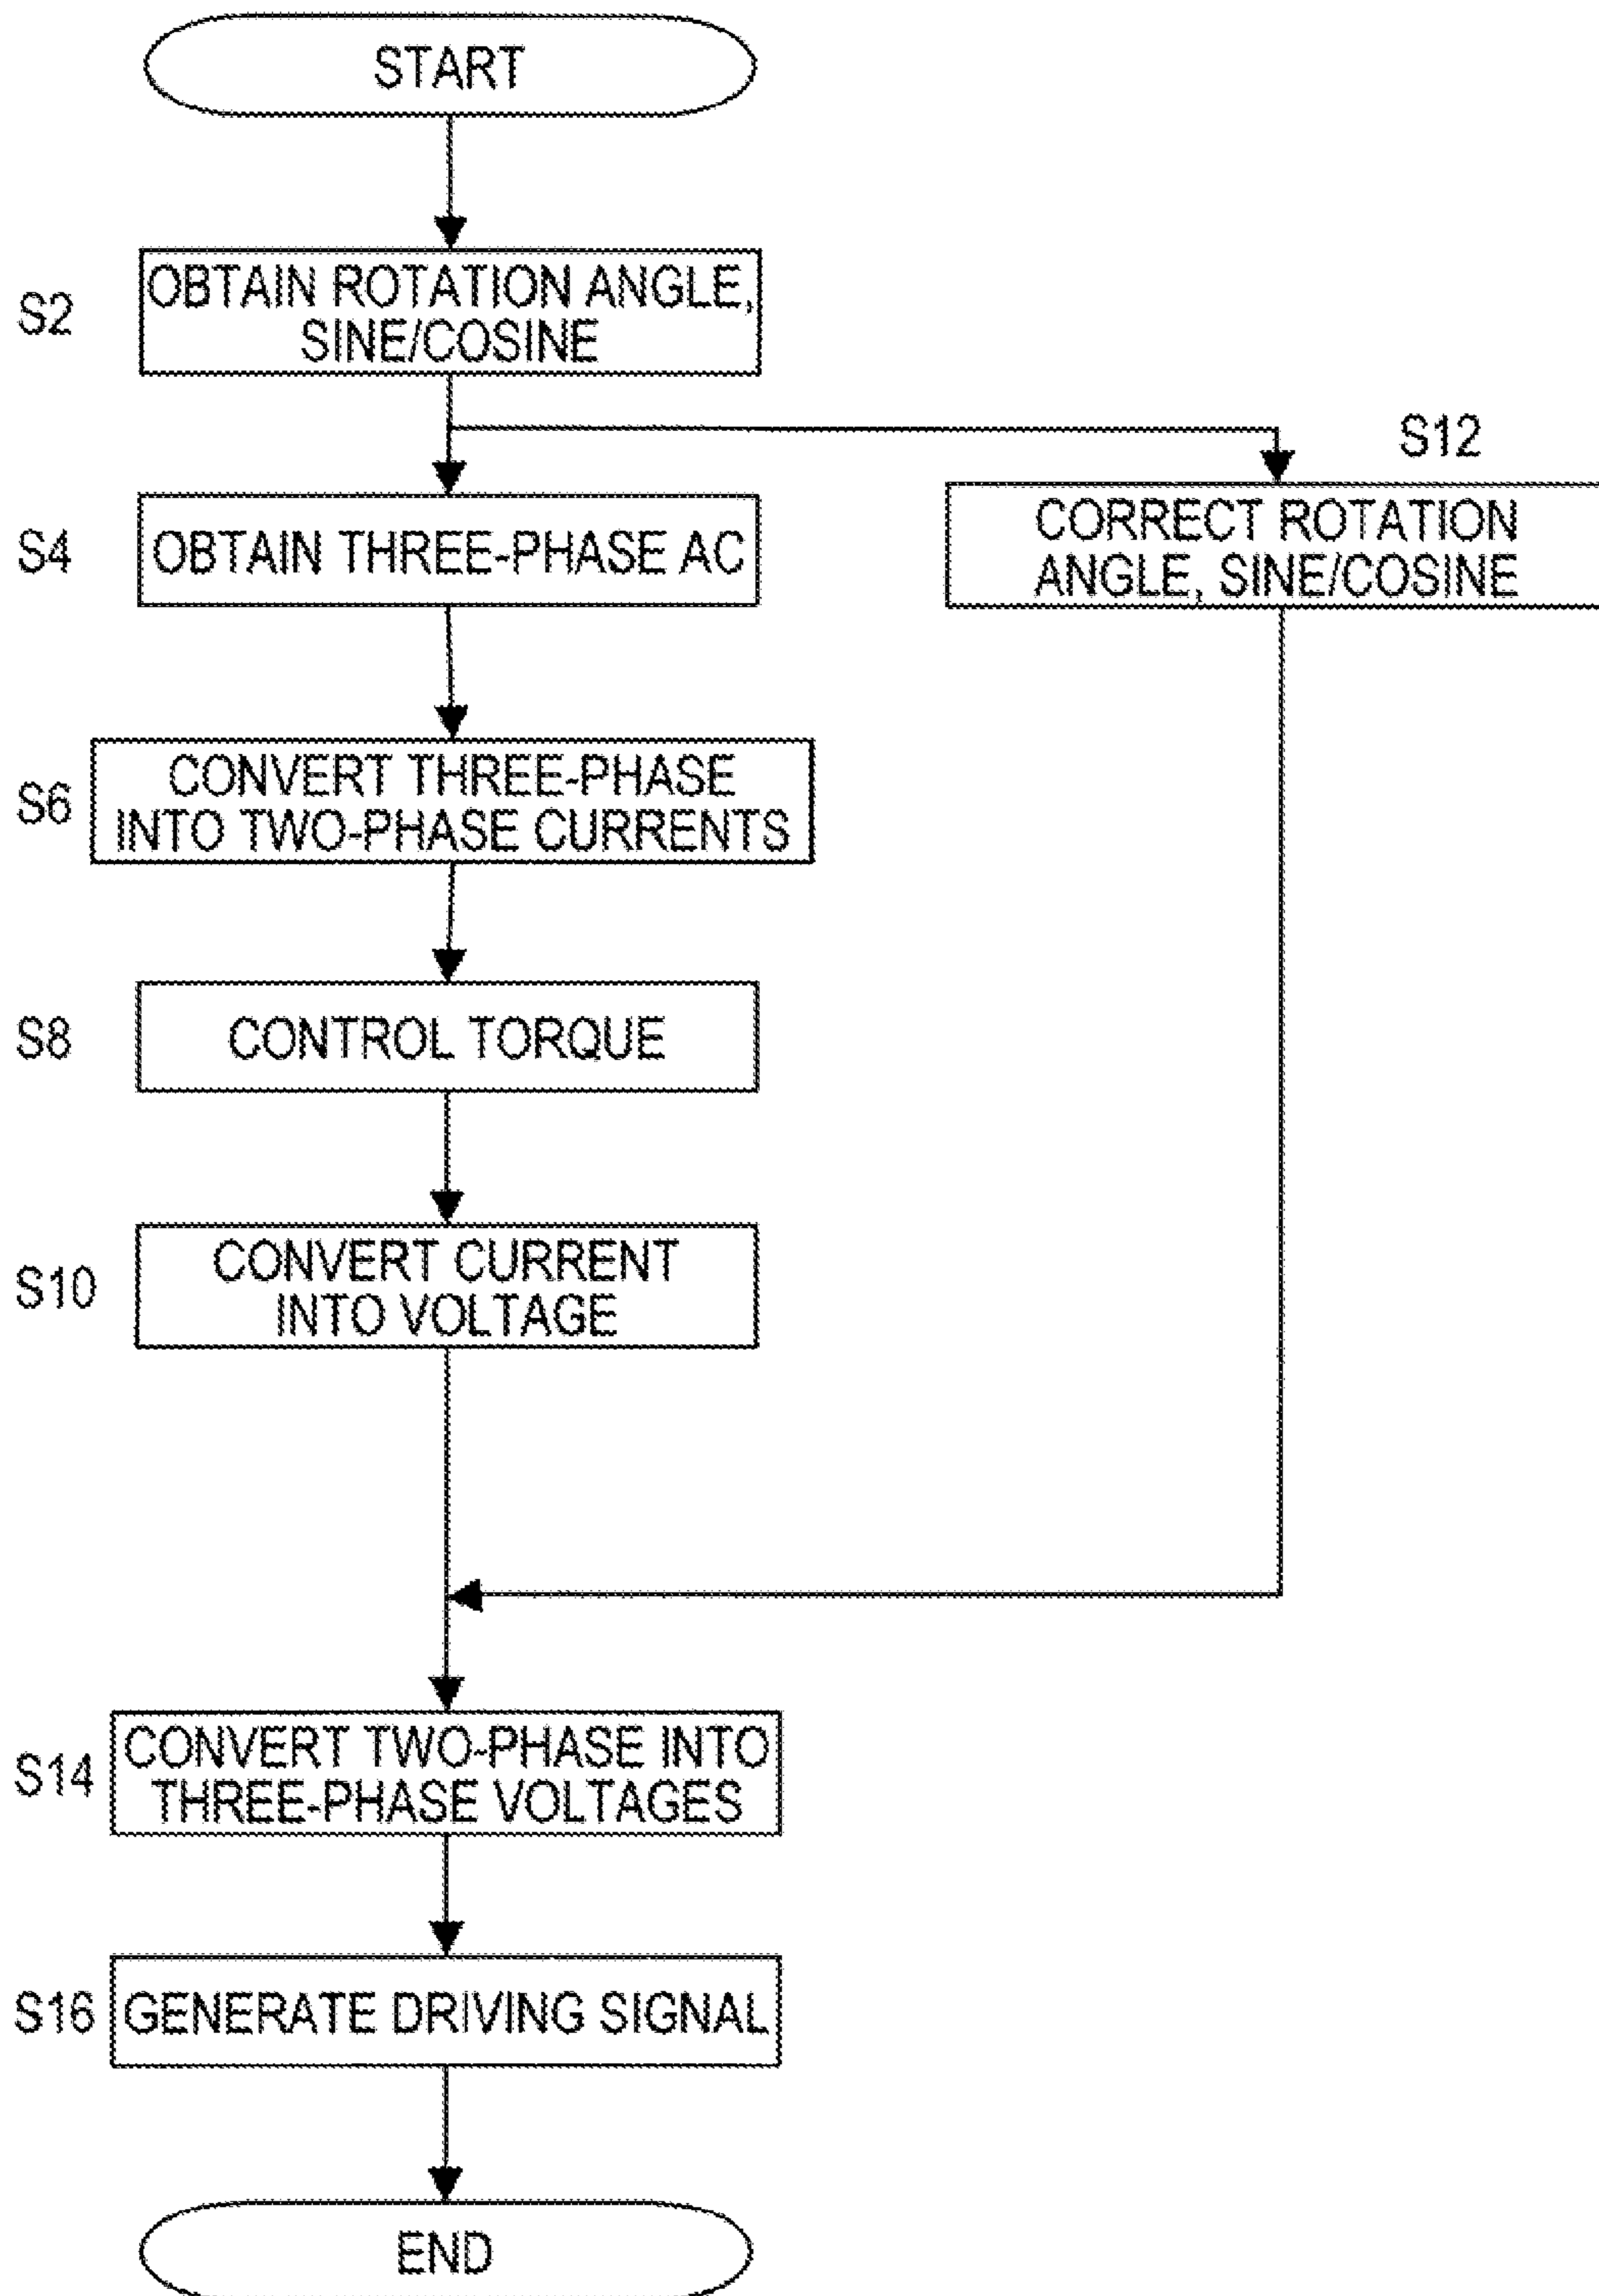 START
S2
OBTAIN ROTATION ANGLE,
SINE/COSINE
S12
S4
OBTAIN THREE-PHASE AC
CORRECT ROTATION
ANGLE, SINE/COSINE
S6
CONVERT THREE-PHASE
INTO TWO-PHASE CURRENTS
S8
CONTROL TORQUE
S10
CONVERT CURRENT
INTO VOLTAGE
S14
CONVERT TWO-PHASE INTO
THREE-PHASE VOLTAGES
S16
GENERATE DRIVING SIGNAL
END